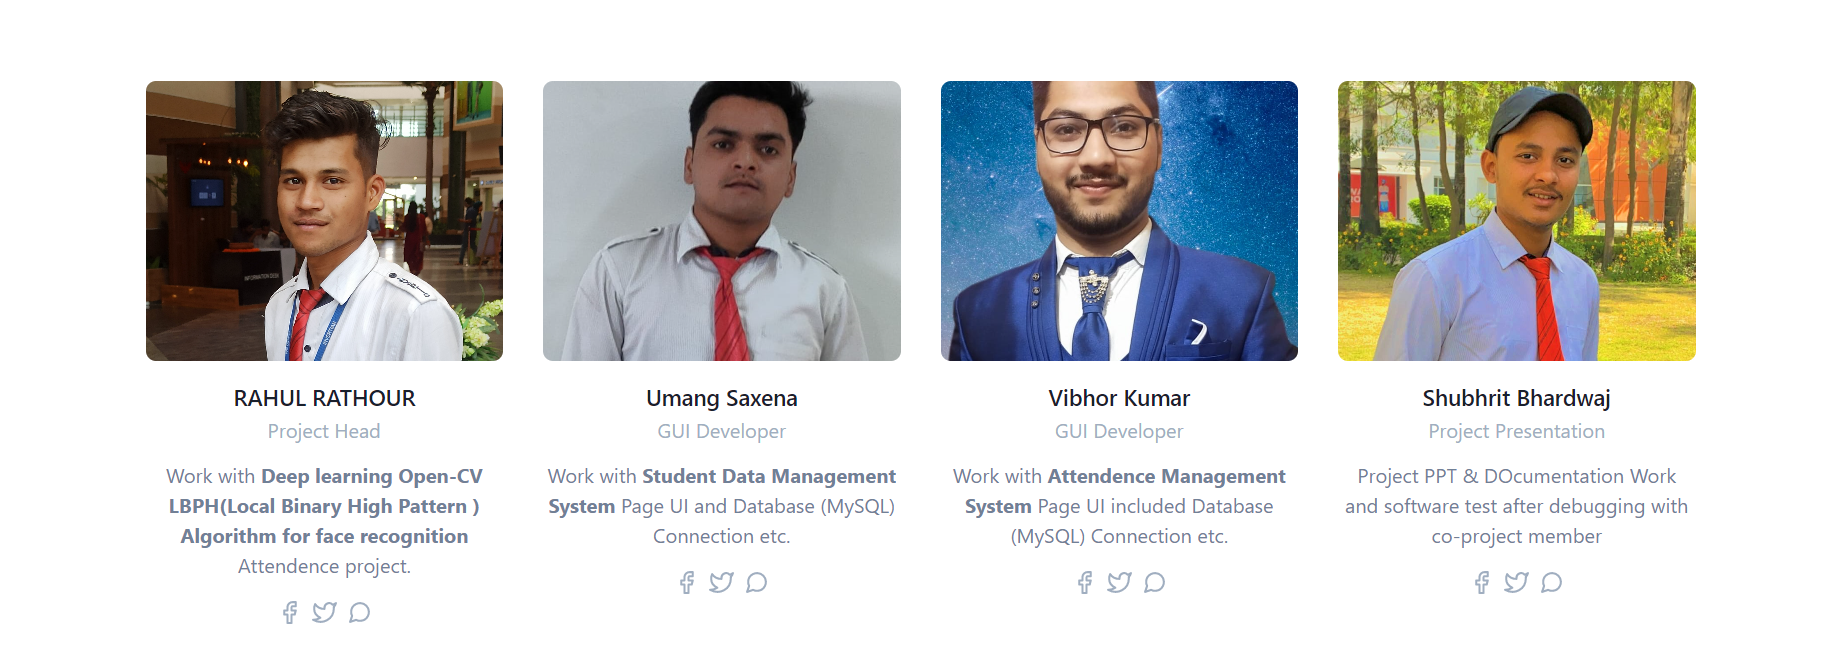 RAHUL RATHOUR
Project Head
Work with Deep learning Open-CV
LBPH(Local Binary High Pattern )
Algorithm for face recognition
Attendence project.
Umang Saxena
GUI Developer
Work with Student Data Management
System Page UI and Database (MySQL)
Connection etc.
Vibhor Kumar
GUI Developer
Work with Attendence Management
System Page UI included Database
(MySQL) Connection etc.
Shubhrit Bhardwaj
Project Presentation
Project PPT & DOcumentation Work
and software test after debugging with
co-project member